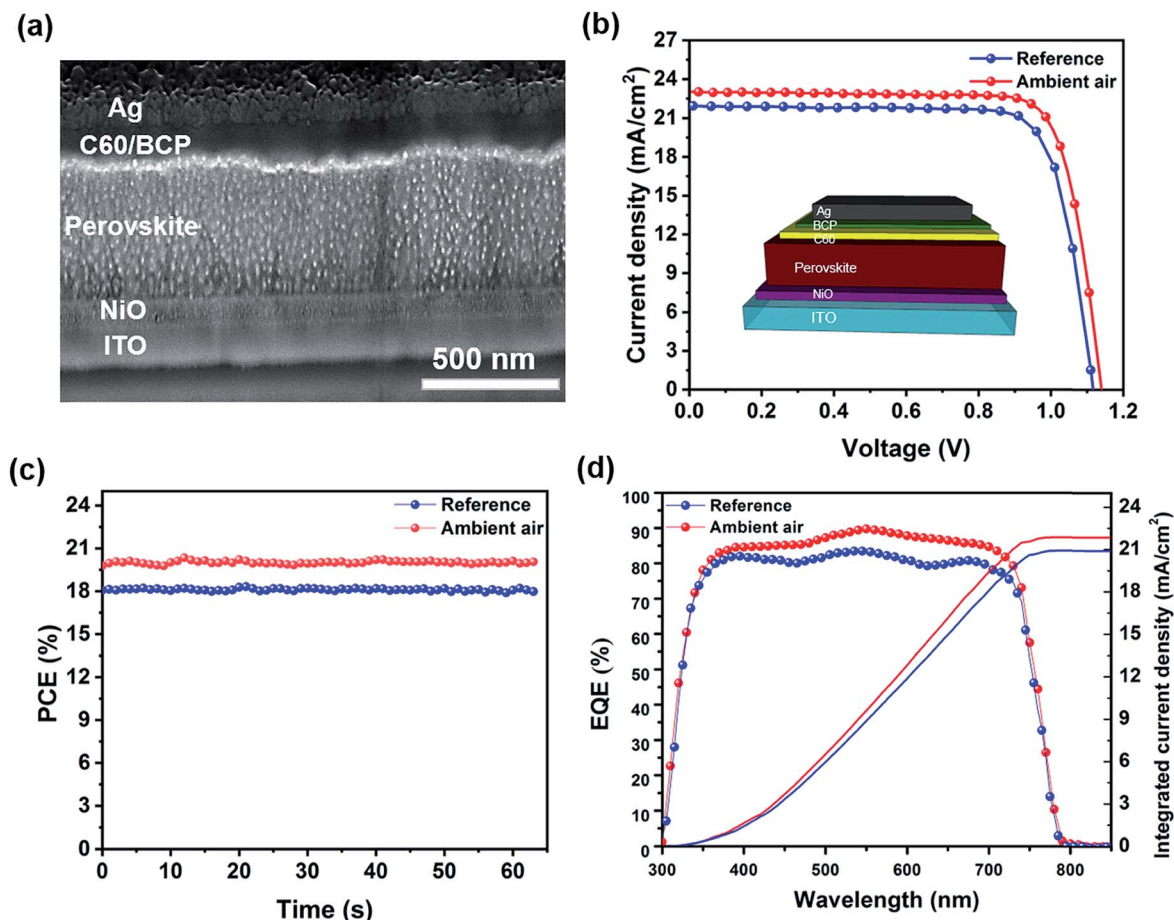 (a)
Ag
C60/BCP
Perovskite
NiO
ITO
500 nm
(b)
27
24
21
18
15
12
9
6
3
0
Current density (mA/cm²)
Reference
Ambient air
Ag
BCP
C60
Perovskite
NiO
ITO
0.0 0.2 0.4 0.6 0.8 1.0 1.2
Voltage (V)
(c)
24
21
18
15
12
9
6
3
0
PCE (%)
Reference
Ambient air
0 10 20 30 40 50 60
Time (s)
(d)
100
90
80
70
60
50
40
30
20
10
0
EQE (%)
Reference
Ambient air
24
21
18
15
12
9
6
3
0
Integrated current density (mA/cm²)
300 400 500 600 700 800
Wavelength (nm)